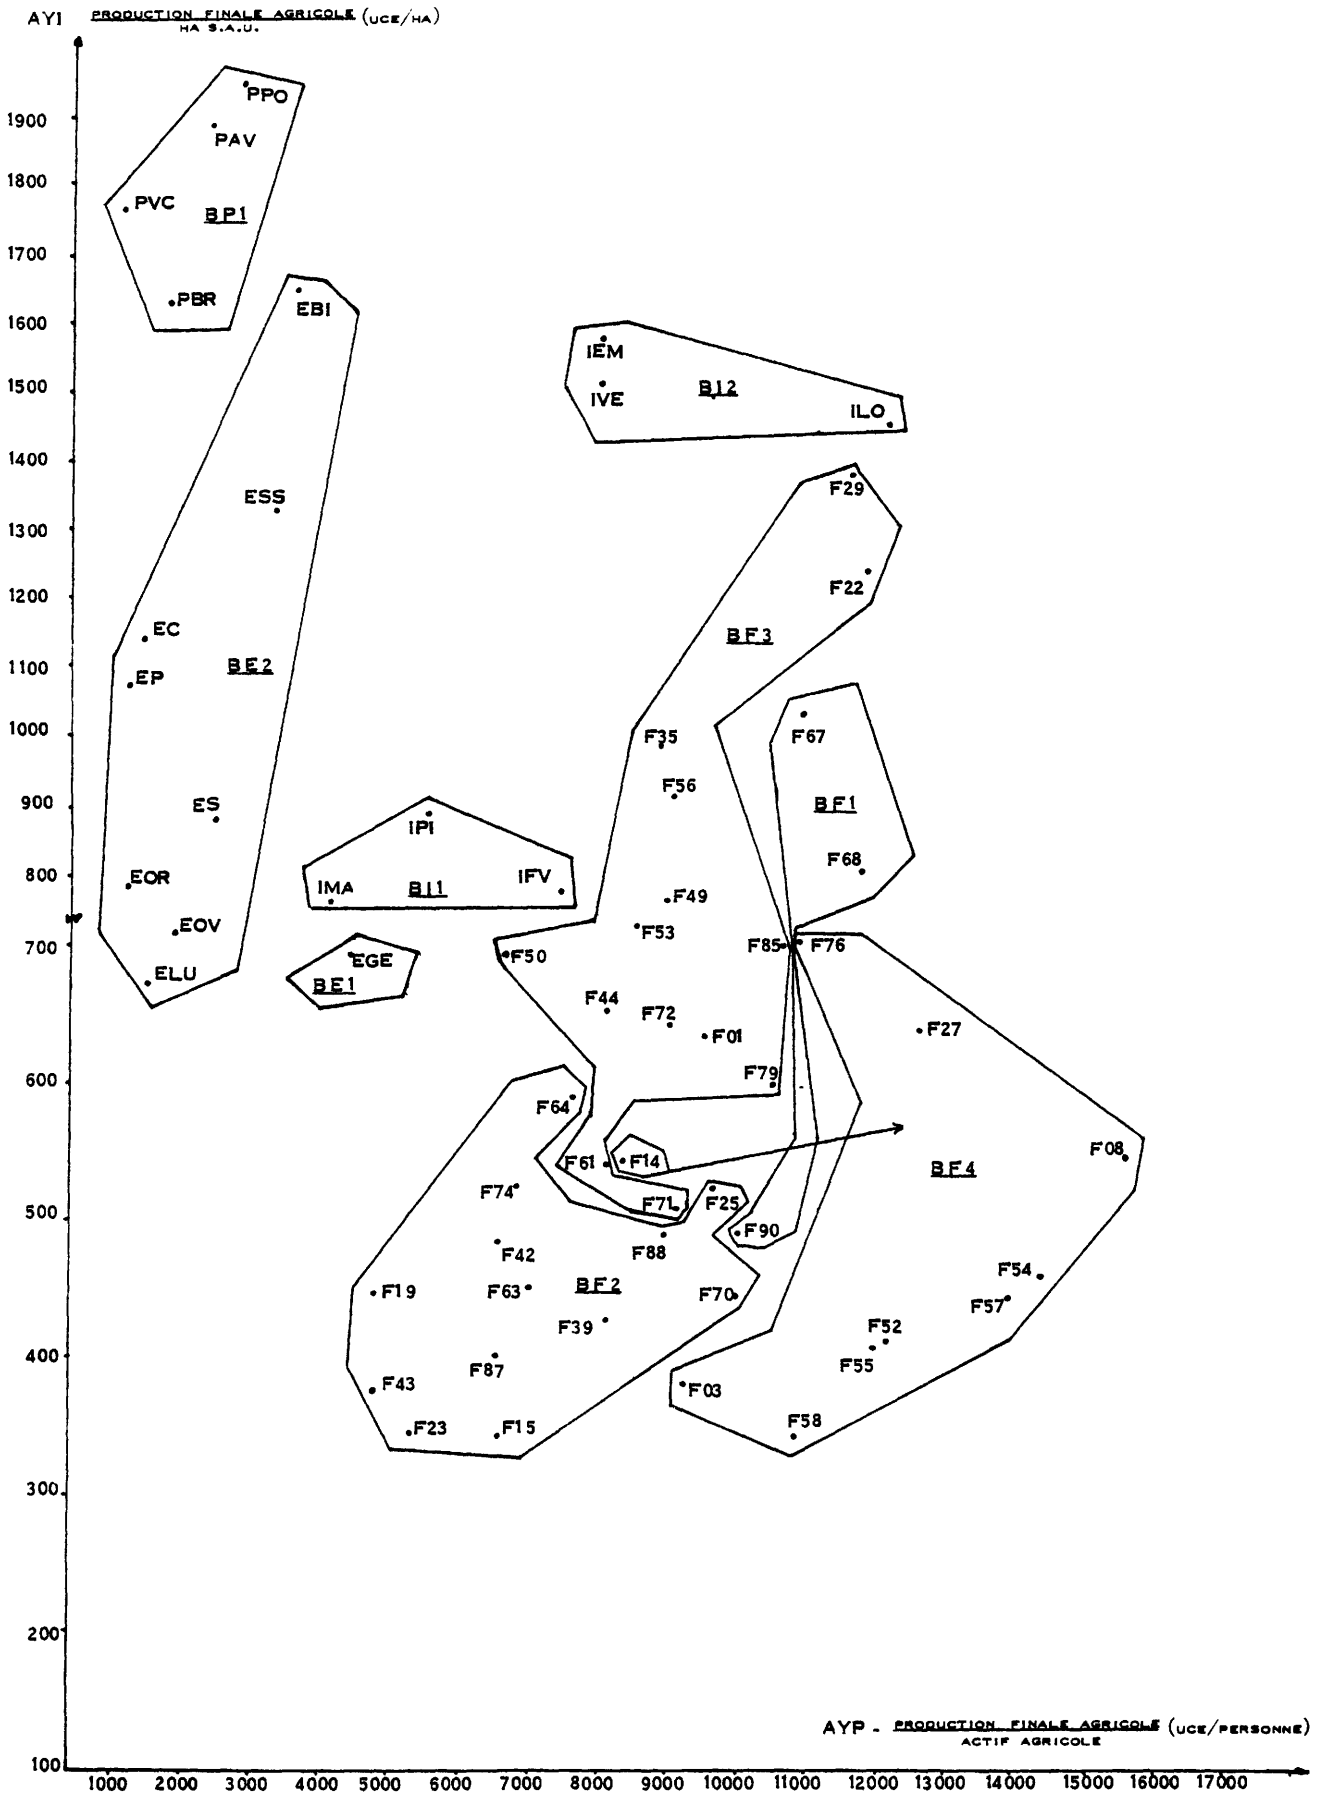 AYI PRODUCTION FINALE AGRICOLE (UCE/HA)
HA S.A.U.
PPO
1900
PAV
1800
PVC
BP1
1700
PBR
EBI
1600
IEM
1500
BI2
IVE
ILO
1400
F29
ESS
1300
F22
1200
EC
BF3
1100
BE2
EP
1000
F35
F67
F56
900
ES
BF1
IPI
F68
800
EOR
IMA
BI1
IFV
F49
EOV
F53
700
F85
F76
F50
EGE
ELU
BE1
F44
F72
F01
F27
600
F79
F64
F61
F14
F08
BF4
F74
F71
F25
500
F90
F42
F88
F54
F19
F63
BF2
F70
F57
F39
F52
400
F87
F55
F43
F03
F23
F15
F58
300
200
AYP - PRODUCTION FINALE AGRICOLE (UCE/PERSONNE)
ACTIF AGRICOLE
100
1000 2000 3000 4000 5000 6000 7000 8000 9000 10000 11000 12000 13000 14000 15000 16000 17000